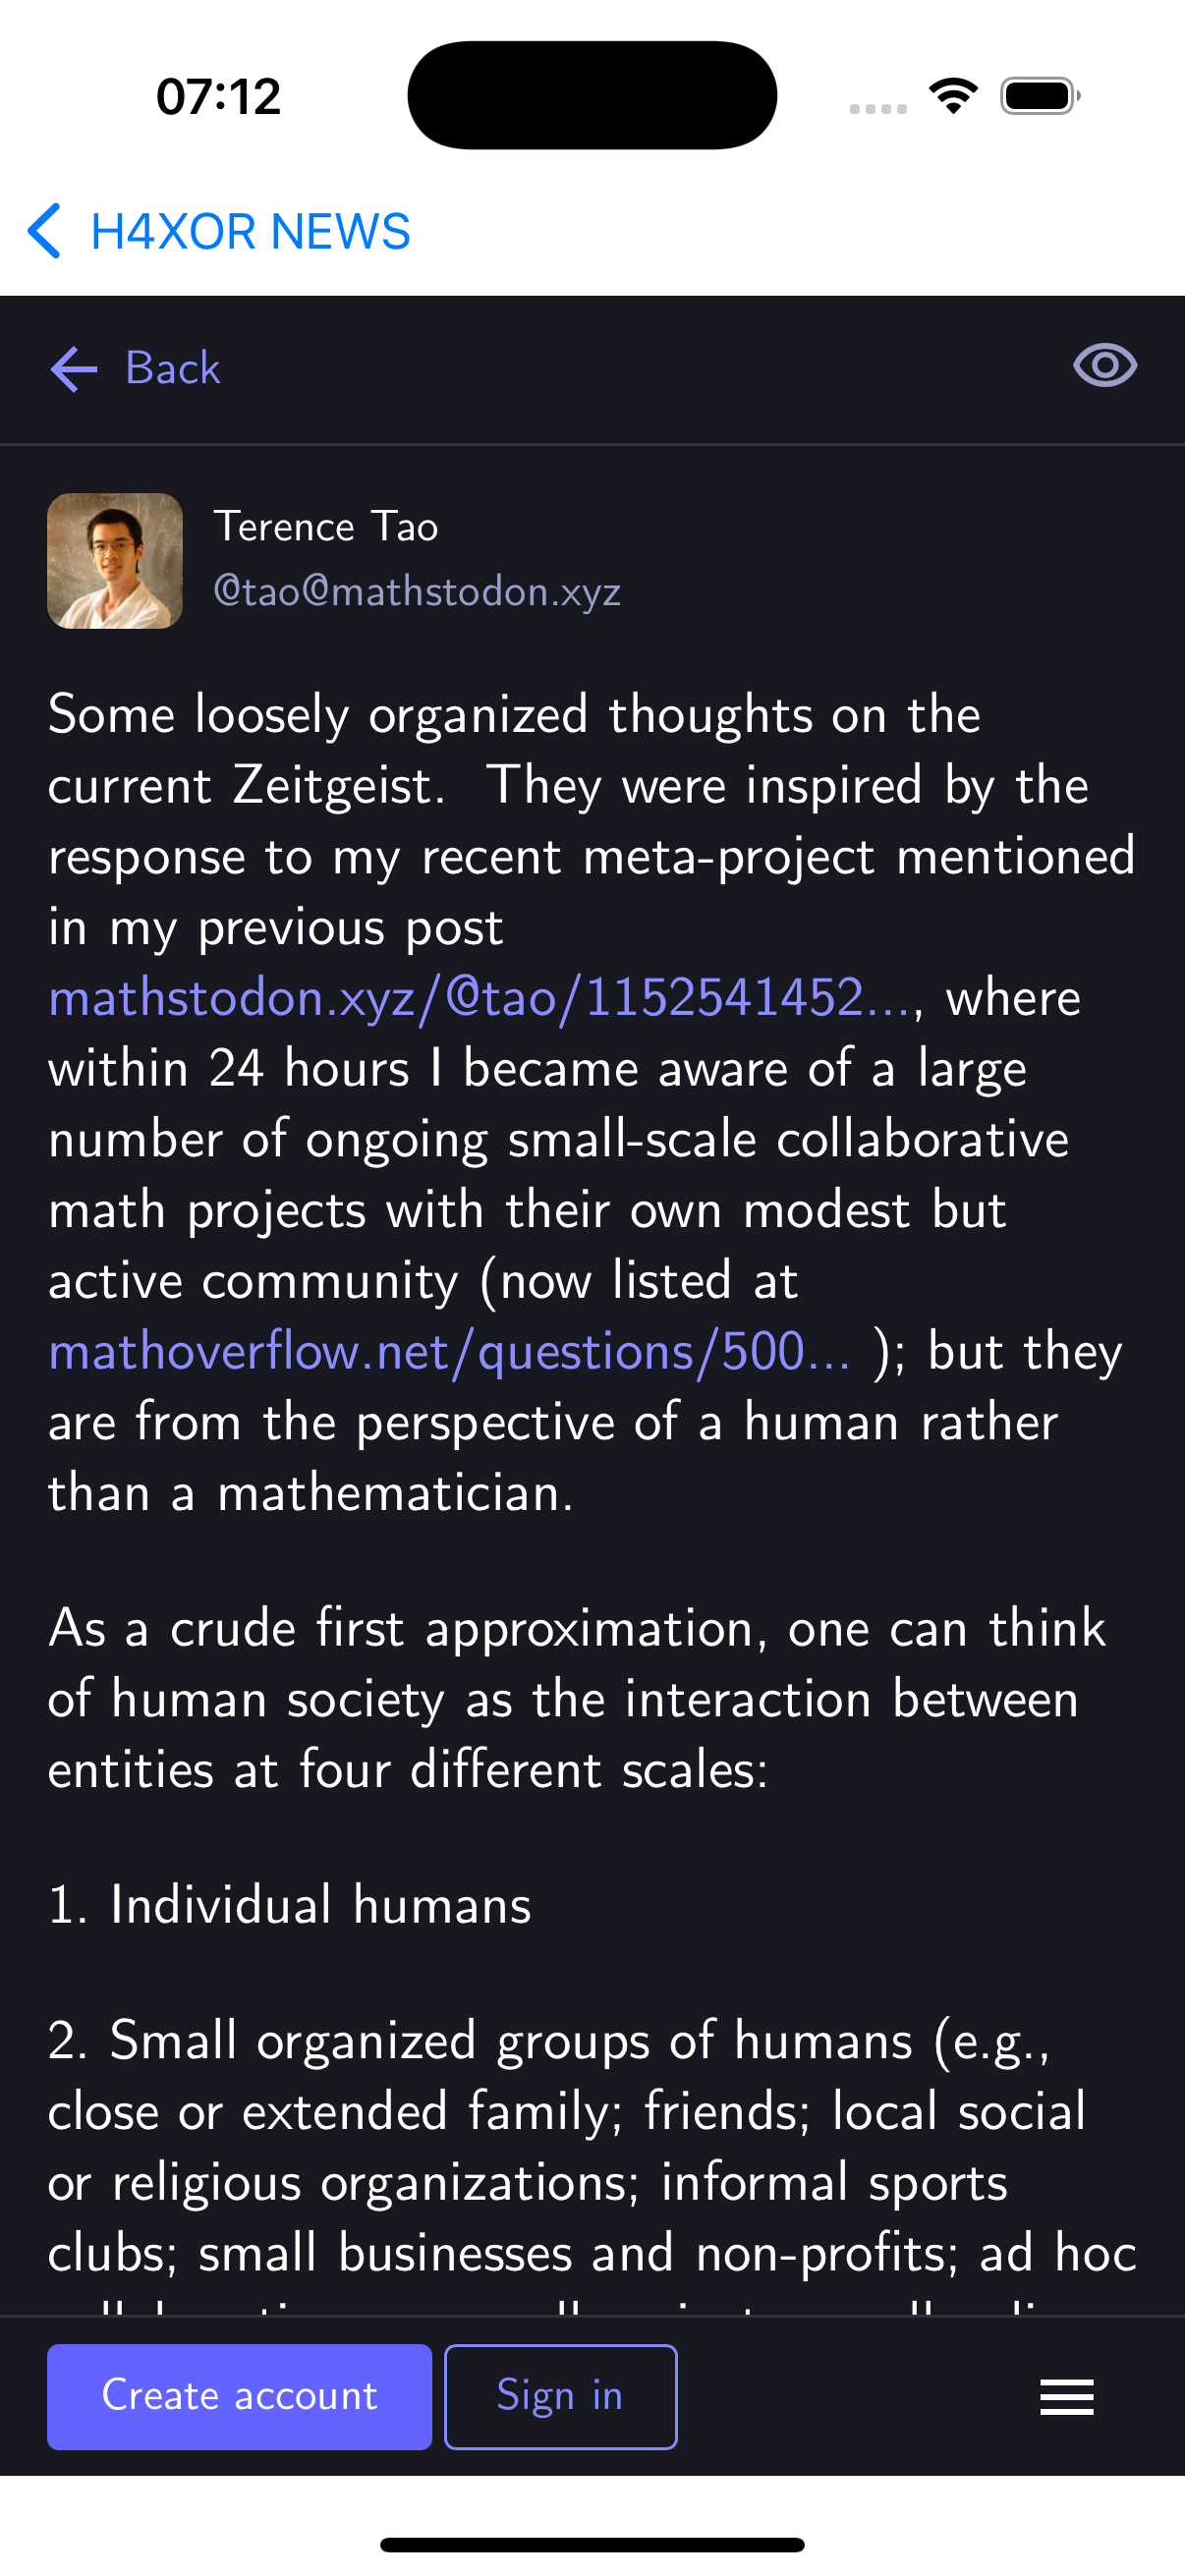 07:12
H4XOR NEWS
Back
Terence Tao
@tao@mathstodon.xyz
Some loosely organized thoughts on the
current Zeitgeist.  They were inspired by the
response to my recent meta-project mentioned
in my previous post
mathstodon.xyz/@tao/1152541452..., where
within 24 hours I became aware of a large
number of ongoing small-scale collaborative
math projects with their own modest but
active community (now listed at
mathoverflow.net/questions/500... ); but they
are from the perspective of a human rather
than a mathematician.
As a crude first approximation, one can think
of human society as the interaction between
entities at four different scales:
1. Individual humans
2. Small organized groups of humans (e.g.,
close or extended family; friends; local social
or religious organizations; informal sports
clubs; small businesses and non-profits; ad hoc
Create account
Sign in